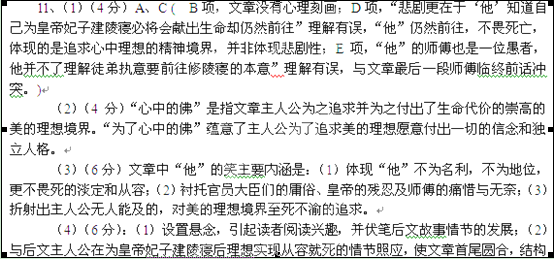 11、（1）（4 分）A、C（  B 项，文章没有心理刻画；D 项，“悲剧更在于‘他’知道自
己为皇帝妃子建陵寝必将会献出生命却仍然前往”理解有误，“他”仍然前往，不畏死亡，
体现的是追求心中理想的精神境界，并非体现悲剧性；E 项，“他”的师傅也是一位愚者，
他并不了理解徒弟执意要前往修陵寝的本意”理解有误，与文章最后一段师傅临终前话冲
突。）
（2）（4 分）“心中的佛”是指文章主人公为之追求并为之付出了生命代价的崇高的
美的理想境界。“为了心中的佛”蕴意了主人公为了追求美的理想愿意付出一切的信念和独
立人格。
（3）（6 分）文章中“他”的笑主要内涵是：（1）体现“他”不为名利，不为地位，
更不畏死的淡定和从容；（2）衬托官员大臣们的庸俗、皇帝的残忍及师傅的痛惜与无奈；（3）
折射出主人公无人能及的，对美的理想境界至死不渝的追求。
（4）（6 分）：（1）设置悬念，引起读者阅读兴趣，并伏笔后文故事情节的发展；（2）
与后文主人公在为皇帝妃子建陵寝后理想实现从容就死的情节照应，使文章首尾圆合，结构